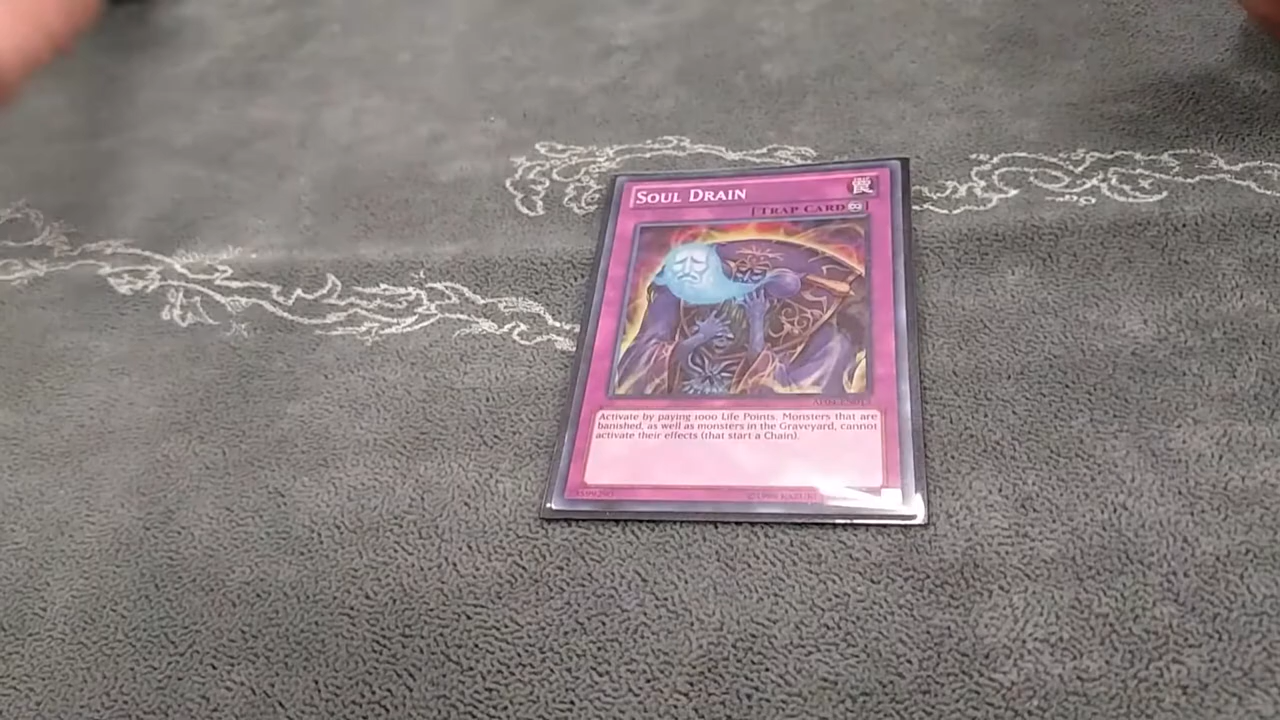 SOUL DRAIN
[TRAP CARD
Activate by paying 1000 Life Points. Monsters that are
banished, as well as monsters in the Graveyard, cannot
activate their effects (that start a Chain).